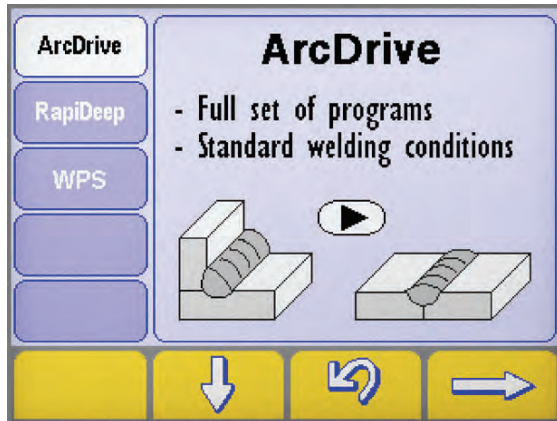 ArcDrive
RapiDeep
WPS
ArcDrive
- Full set of programs
- Standard welding conditions